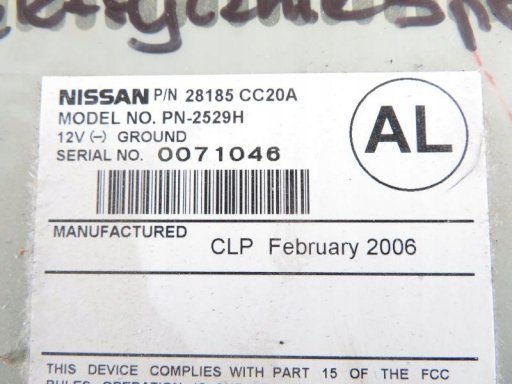 NISSAN P/N 28185 CC20A
MODEL NO. PN-2529H
12V (–) GROUND
SERIAL NO. 0071046
AL
MANUFACTURED CLP February 2006
THIS DEVICE COMPLIES WITH PART 15 OF THE FCC